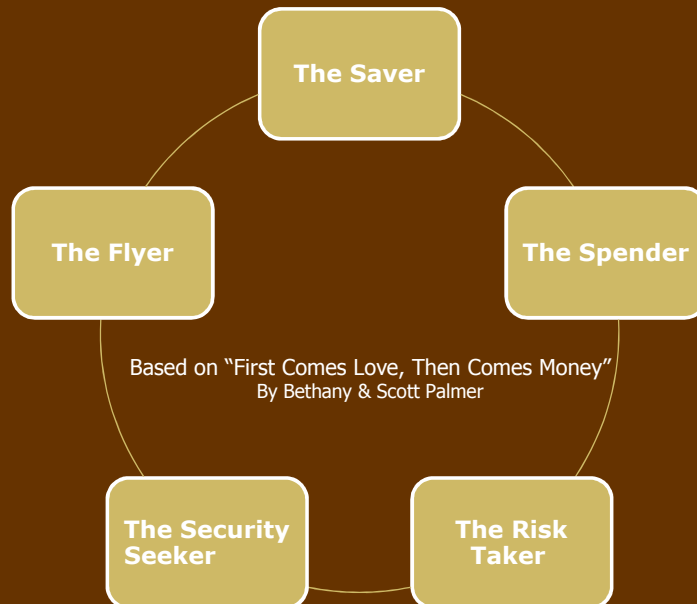 The Saver
The Flyer
The Spender
Based on “First Comes Love, Then Comes Money”
By Bethany & Scott Palmer
The Security
Seeker
The Risk
Taker